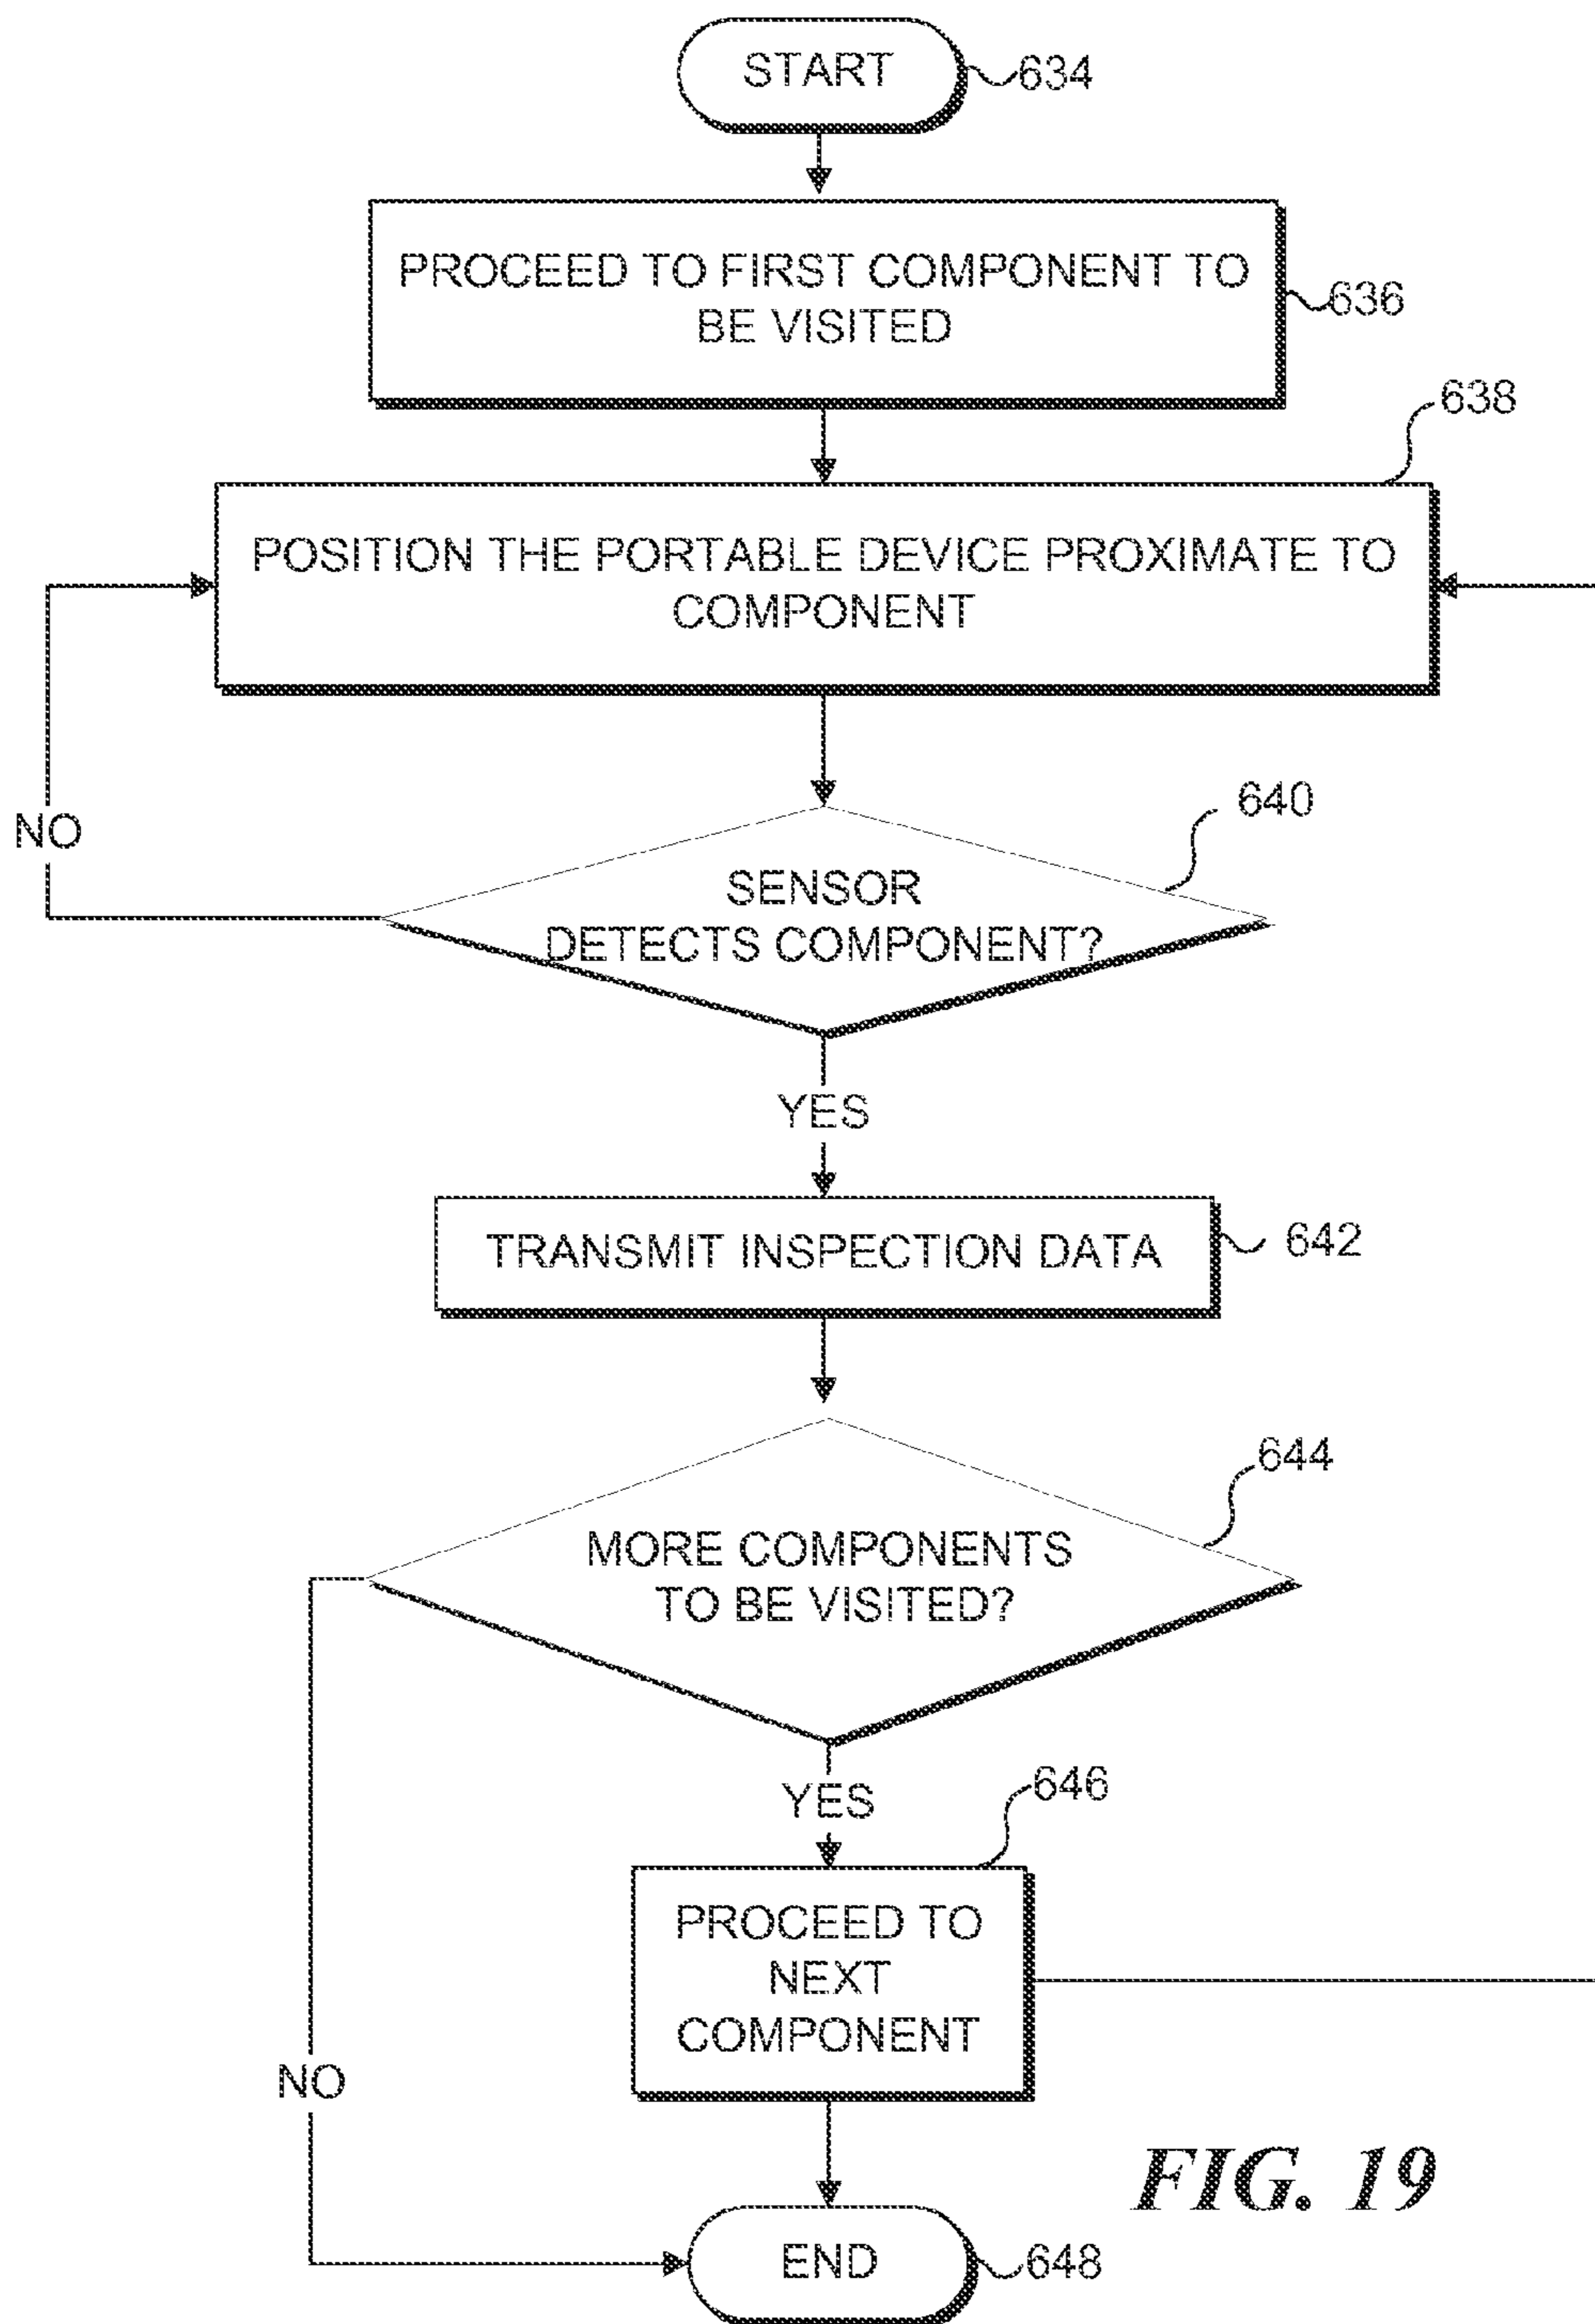 START
634
PROCEED TO FIRST COMPONENT TO
BE VISITED
636
638
POSITION THE PORTABLE DEVICE PROXIMATE TO
COMPONENT
NO
640
SENSOR
DETECTS COMPONENT?
YES
TRANSMIT INSPECTION DATA
642
644
MORE COMPONENTS
TO BE VISITED?
YES
646
PROCEED TO
NEXT
COMPONENT
NO
FIG. 19
END
648